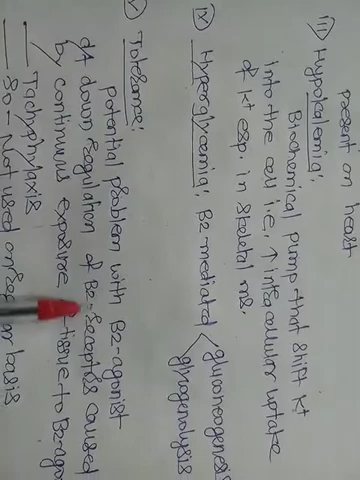 present on heart
iii) Hypokalemia:
Biochemical pump that shift K+
into the cell i.e. ↑ intracellular uptake
of K+ esp. in skeletal ms.
iv) Hyperglycemia: B2-mediated < gluconeogenesis
glycogenolysis
v) Tolerance:
potential problem with B2-agonist
d/t down regulation of B2-receptors caused
by continuous exposure tissue to B2-ago
— Tachyphylaxis
— So - Not used on basis